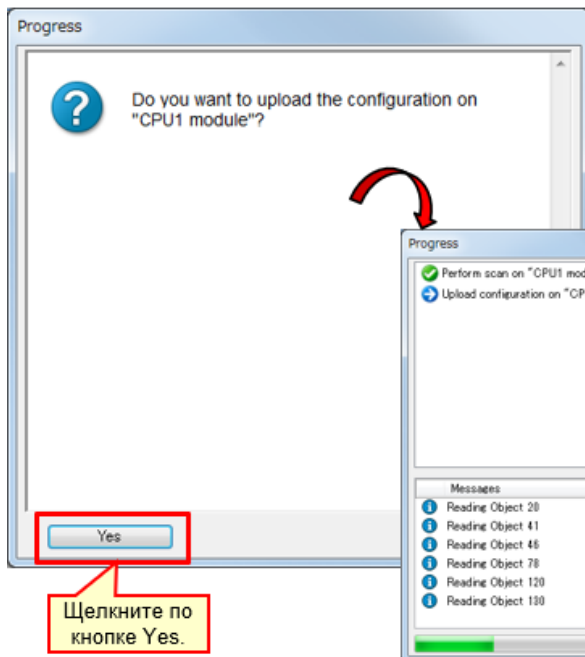 Progress
Do you want to upload the configuration on
"CPU1 module"?
Progress
Perform scan on "CPU1 mod
Upload configuration on "CP
Messages
Reading Object 20
Reading Object 41
Reading Object 46
Reading Object 78
Reading Object 120
Reading Object 130
Yes
Щелкните по
кнопке Yes.